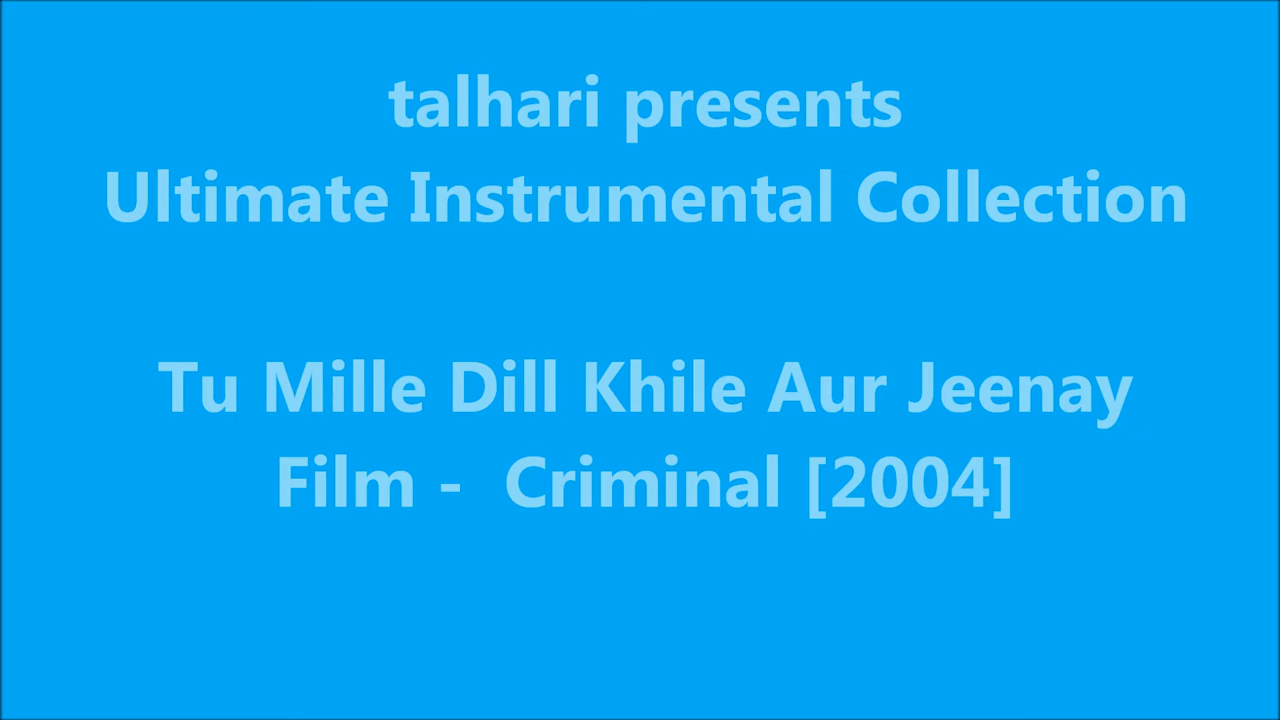 talhari presents
Ultimate Instrumental Collection
Tu Mille Dill Khile Aur Jeenay
Film -  Criminal [2004]